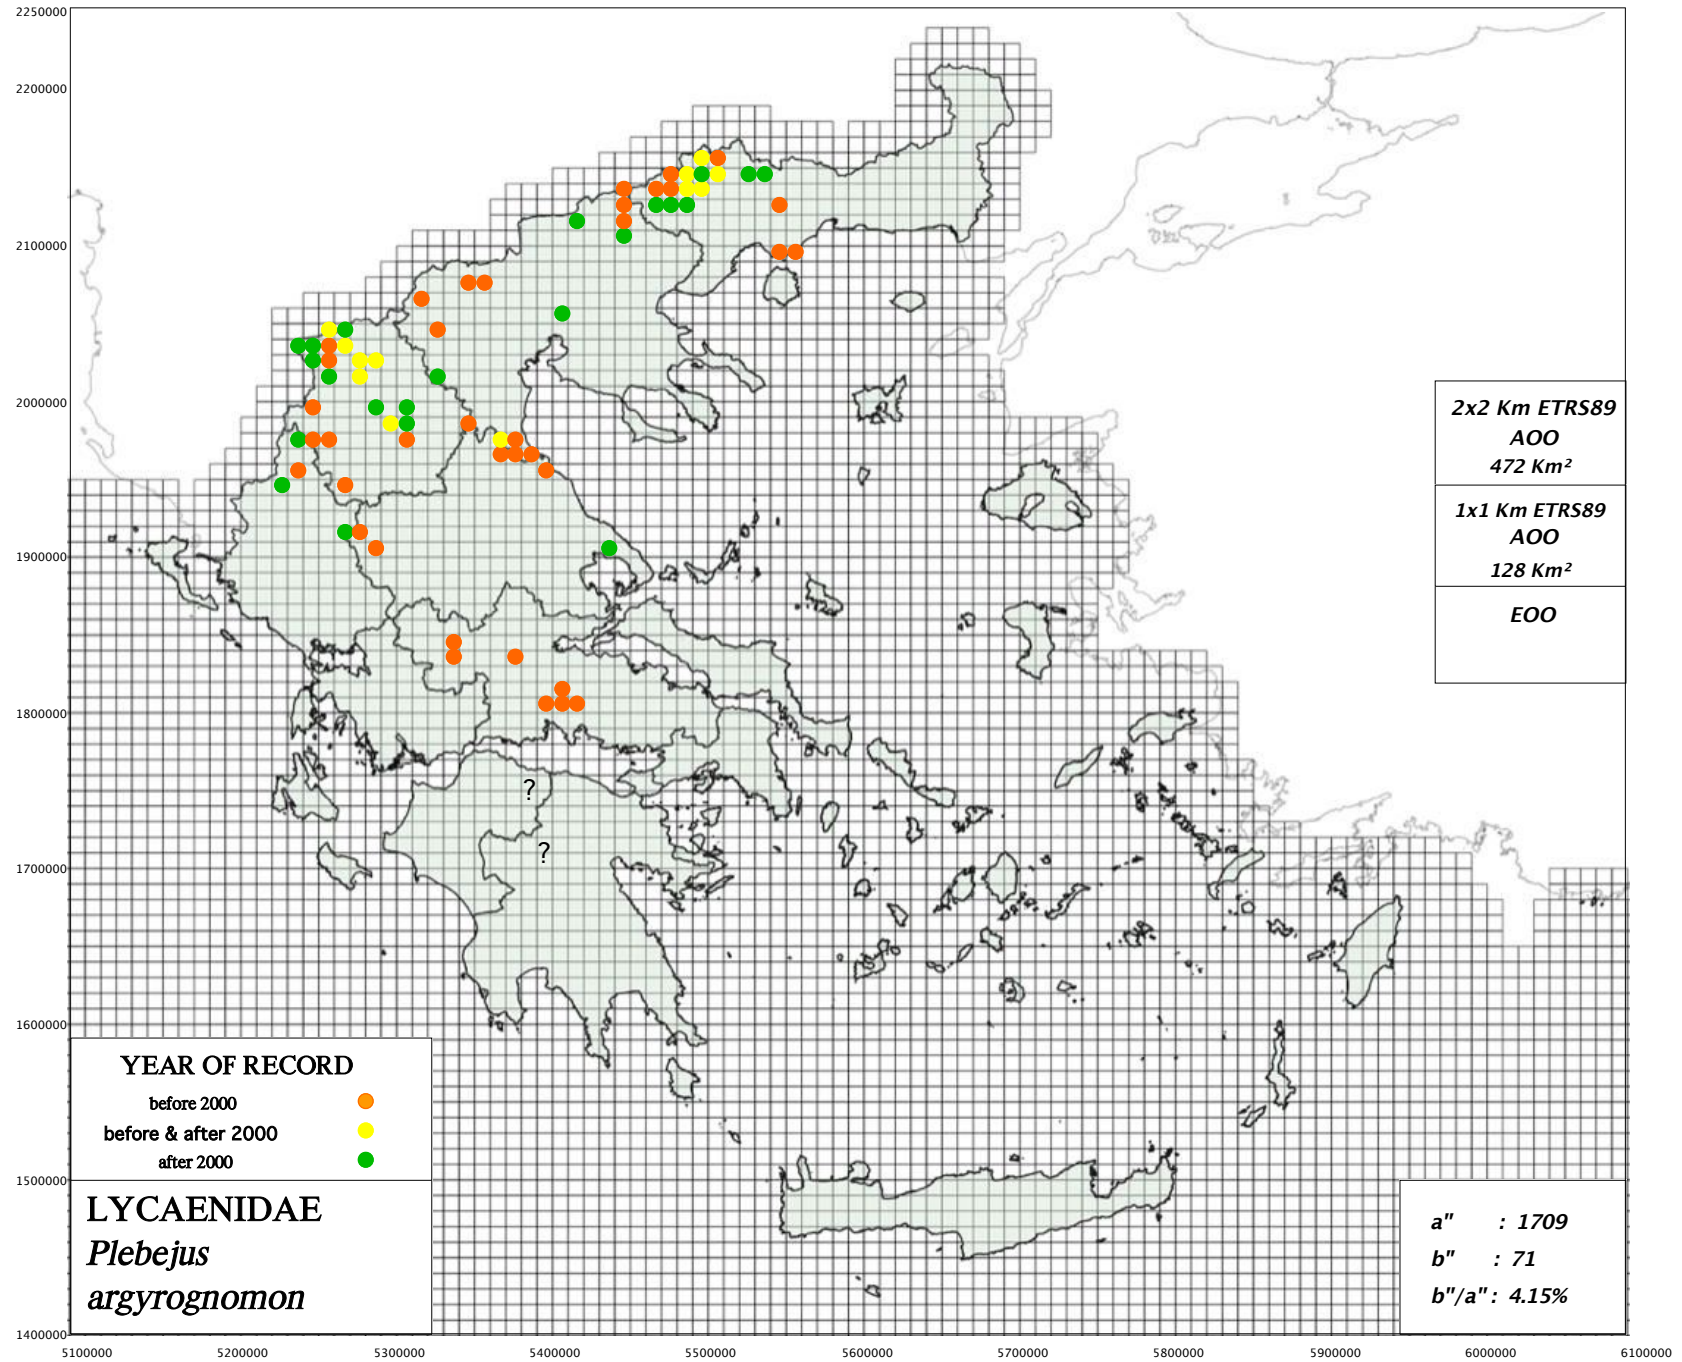 2250000
2200000
2100000
2000000
1900000
1800000
1700000
1600000
1500000
1400000
2x2 Km ETRS89
AOO
472 Km²
1x1 Km ETRS89
AOO
128 Km²
EOO
?
?
YEAR OF RECORD
before 2000
before & after 2000
after 2000
LYCAENIDAE
Plebejus
argyrognomon
a" : 1709
b" : 71
b"/a" : 4.15%
5100000 5200000 5300000 5400000 5500000 5600000 5700000 5800000 5900000 6000000 6100000